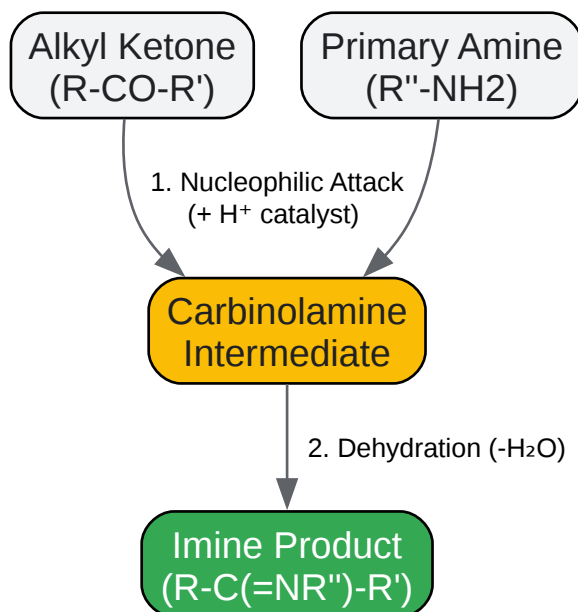 Alkyl Ketone
(R-CO-R')
Primary Amine
(R''-NH2)
1. Nucleophilic Attack
(+ H⁺ catalyst)
Carbinolamine
Intermediate
2. Dehydration (-H₂O)
Imine Product
(R-C(=NR'')-R')